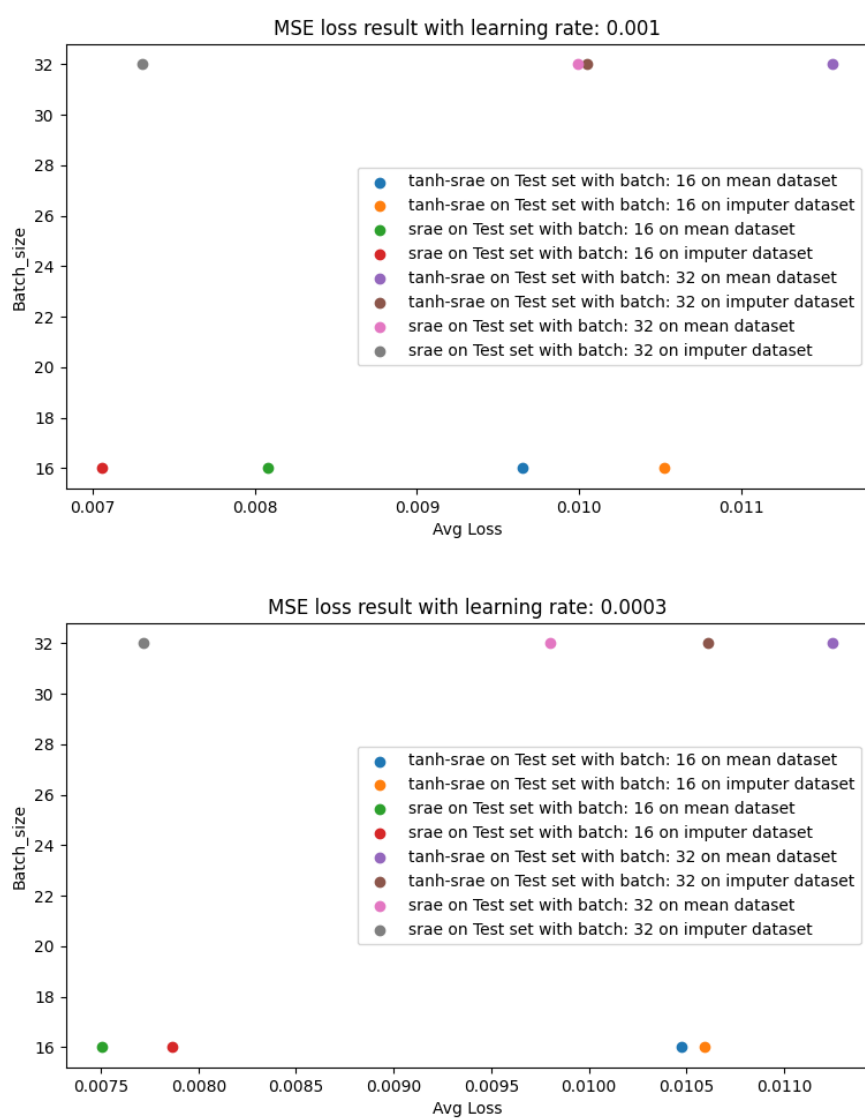 MSE loss result with learning rate: 0.001
32
30
28
26
24
22
20
18
16
Batch_size
tanh-srae on Test set with batch: 16 on mean dataset
tanh-srae on Test set with batch: 16 on imputer dataset
srae on Test set with batch: 16 on mean dataset
srae on Test set with batch: 16 on imputer dataset
tanh-srae on Test set with batch: 32 on mean dataset
tanh-srae on Test set with batch: 32 on imputer dataset
srae on Test set with batch: 32 on mean dataset
srae on Test set with batch: 32 on imputer dataset
0.007 0.008 0.009 0.010 0.011
Avg Loss
MSE loss result with learning rate: 0.0003
32
30
28
26
24
22
20
18
16
Batch_size
tanh-srae on Test set with batch: 16 on mean dataset
tanh-srae on Test set with batch: 16 on imputer dataset
srae on Test set with batch: 16 on mean dataset
srae on Test set with batch: 16 on imputer dataset
tanh-srae on Test set with batch: 32 on mean dataset
tanh-srae on Test set with batch: 32 on imputer dataset
srae on Test set with batch: 32 on mean dataset
srae on Test set with batch: 32 on imputer dataset
0.0075 0.0080 0.0085 0.0090 0.0095 0.0100 0.0105 0.0110
Avg Loss